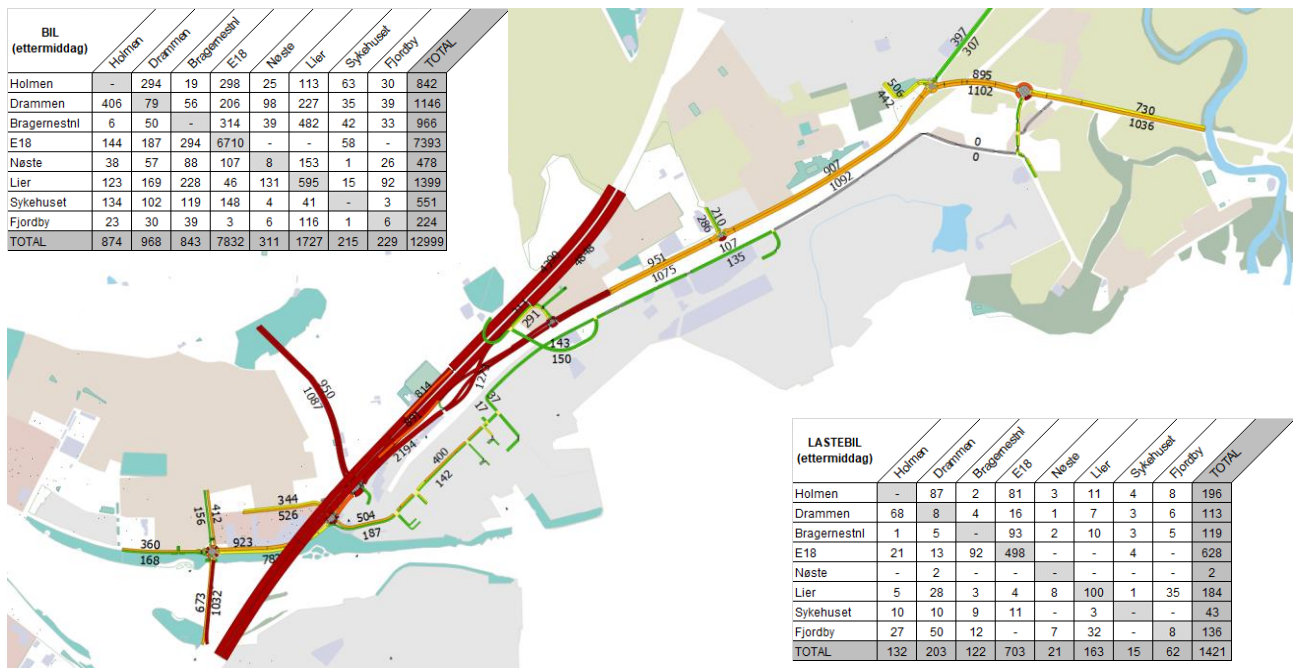 BIL
(ettermiddag) Holmen Drammen Bragernestnl E18 Nøste Lier Sykehuset Fjordby TOTAL
Holmen - 294 19 298 25 113 63 30 842
Drammen 406 79 56 206 98 227 35 39 1146
Bragernestnl 6 50 - 314 39 482 42 33 966
E18 144 187 294 6710 - - 58 - 7393
Nøste 38 57 88 107 8 153 1 26 478
Lier 123 169 228 46 131 595 15 92 1399
Sykehuset 134 102 119 148 4 41 - 3 551
Fjordby 23 30 39 3 6 116 1 6 224
TOTAL 874 968 843 7832 311 1727 215 229 12999
397
307
895
1102
506
442
730
1036
0
0
907
1092
210
286
107
135
951
1075
291
143
150
37
17
814
2194
400
142
950
1087
344
526
504
187
412
156
923
360
168
673
1032
LASTEBIL
(ettermiddag) Holmen Drammen Bragernestnl E18 Nøste Lier Sykehuset Fjordby TOTAL
Holmen - 87 2 81 3 11 4 8 196
Drammen 68 8 4 16 1 7 3 6 113
Bragernestnl 1 5 - 93 2 10 3 5 119
E18 21 13 92 498 - - 4 - 628
Nøste - 2 - - - - - - 2
Lier 5 28 3 4 8 100 1 35 184
Sykehuset 10 10 9 11 - 3 - - 43
Fjordby 27 50 12 - 7 32 - 8 136
TOTAL 132 203 122 703 21 163 15 62 1421